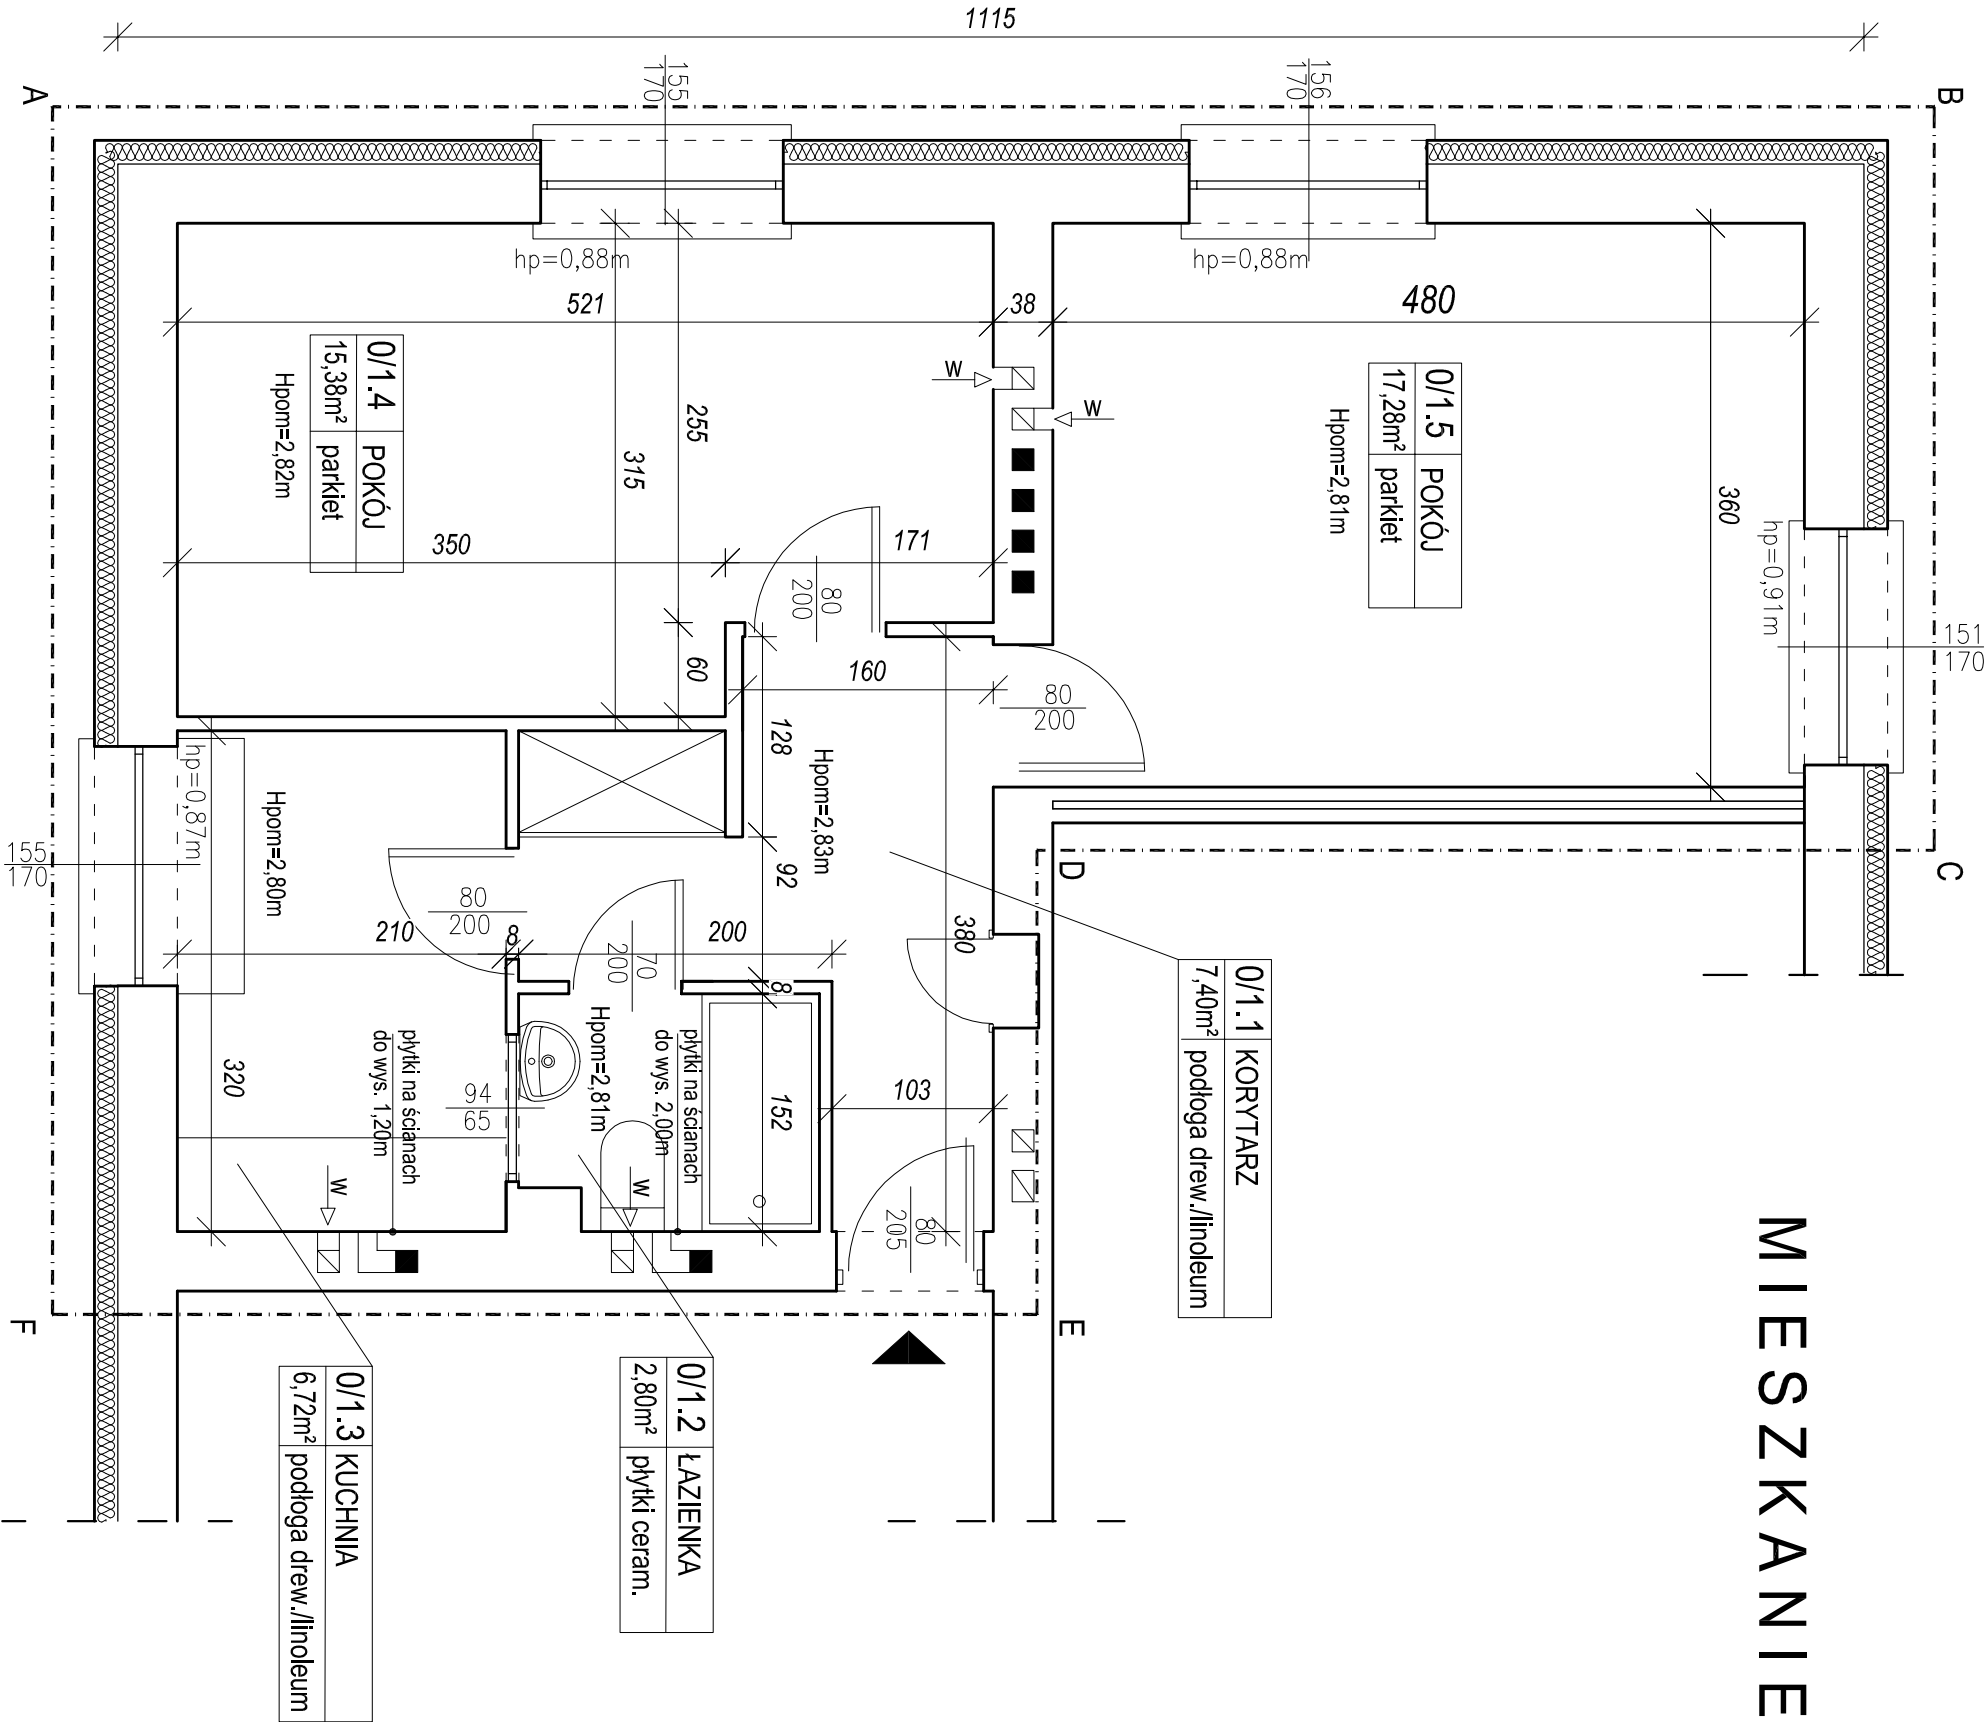 1115
A
B
155
170
156
170
hp=0,88m
hp=0,88m
521
38
480
0/1.4 POKÓJ
15,38m² parkiet
Hpom=2,82m
W
W
0/1.5 POKÓJ
17,28m² parkiet
Hpom=2,81m
255
315
360
hp=0,91m
151
170
350
171
80
200
60
160
80
200
128
Hpom=2,83m
92
hp=0,87m
Hpom=2,80m
155
170
D
C
80
200
210
8
70
200
200
380
8
0/1.1 KORYTARZ
7,40m² podłoga drew./linoleum
320
płytki na ścianach
do wys. 1,20m
94
65
Hpom=2,81m
płytki na ścianach
do wys. 2,00m
152
103
W
W
80
205
F
E
0/1.3 KUCHNIA
6,72m² podłoga drew./linoleum
0/1.2 ŁAZIENKA
2,80m² płytki ceram.
MIESZKANIE